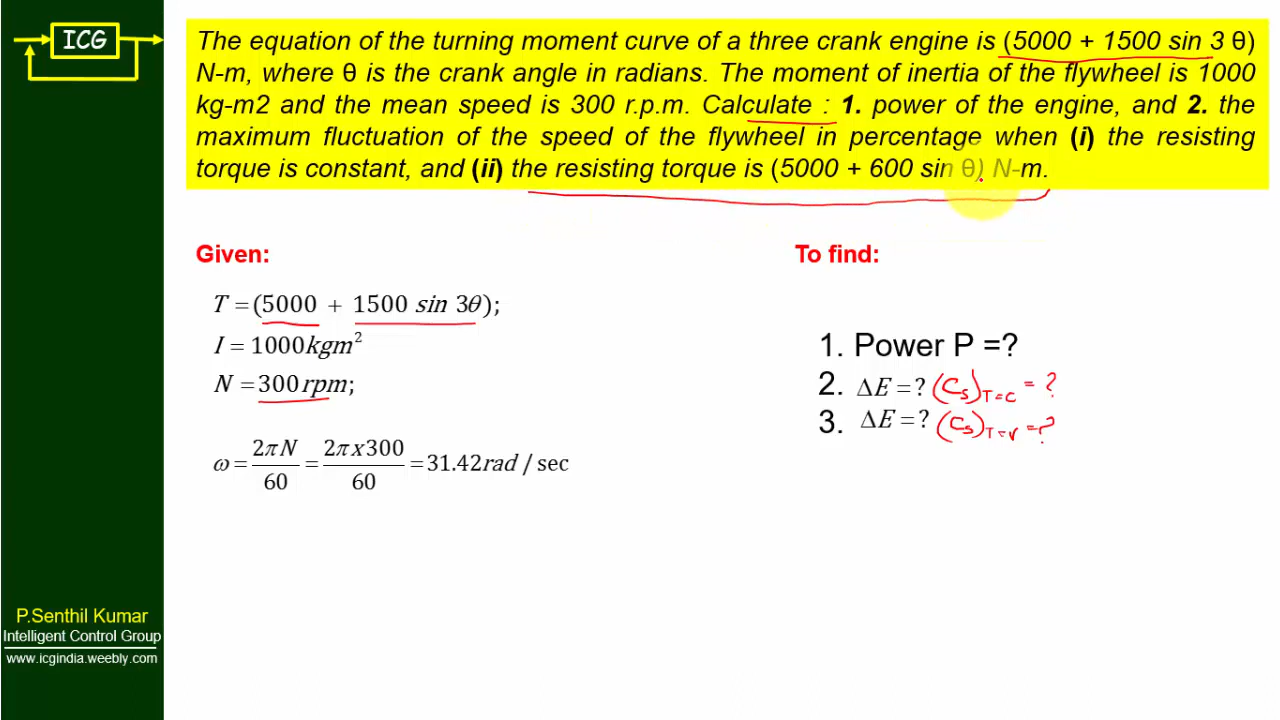 ICG
The equation of the turning moment curve of a three crank engine is (5000 + 1500 sin 3 θ)
N-m, where θ is the crank angle in radians. The moment of inertia of the flywheel is 1000
kg-m2 and the mean speed is 300 r.p.m. Calculate : 1. power of the engine, and 2. the
maximum fluctuation of the speed of the flywheel in percentage when (i) the resisting
torque is constant, and (ii) the resisting torque is (5000 + 600 sin θ) N-m.
Given:
T = (5000 + 1500 sin 3θ);
I = 1000kgm²
N = 300rpm;
ω = 2πN/60 = 2πx300/60 = 31.42rad / sec
To find:
1. Power P =?
2. ΔE = ? (Cs)T=C = ?
3. ΔE = ? (Cs)T=V = ?
P.Senthil Kumar
Intelligent Control Group
www.icgindia.weebly.com